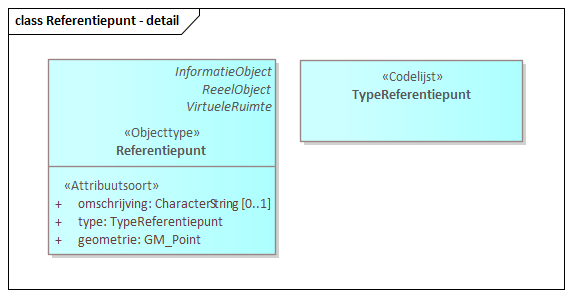 class Referentiepunt - detail
InformatieObject
ReeelObject
VirtueleRuimte
«Objecttype»
Referentiepunt
«Attribuutsoort»
+ omschrijving: CharacterString [0..1]
+ type: TypeReferentiepunt
+ geometrie: GM_Point
«Codelijst»
TypeReferentiepunt